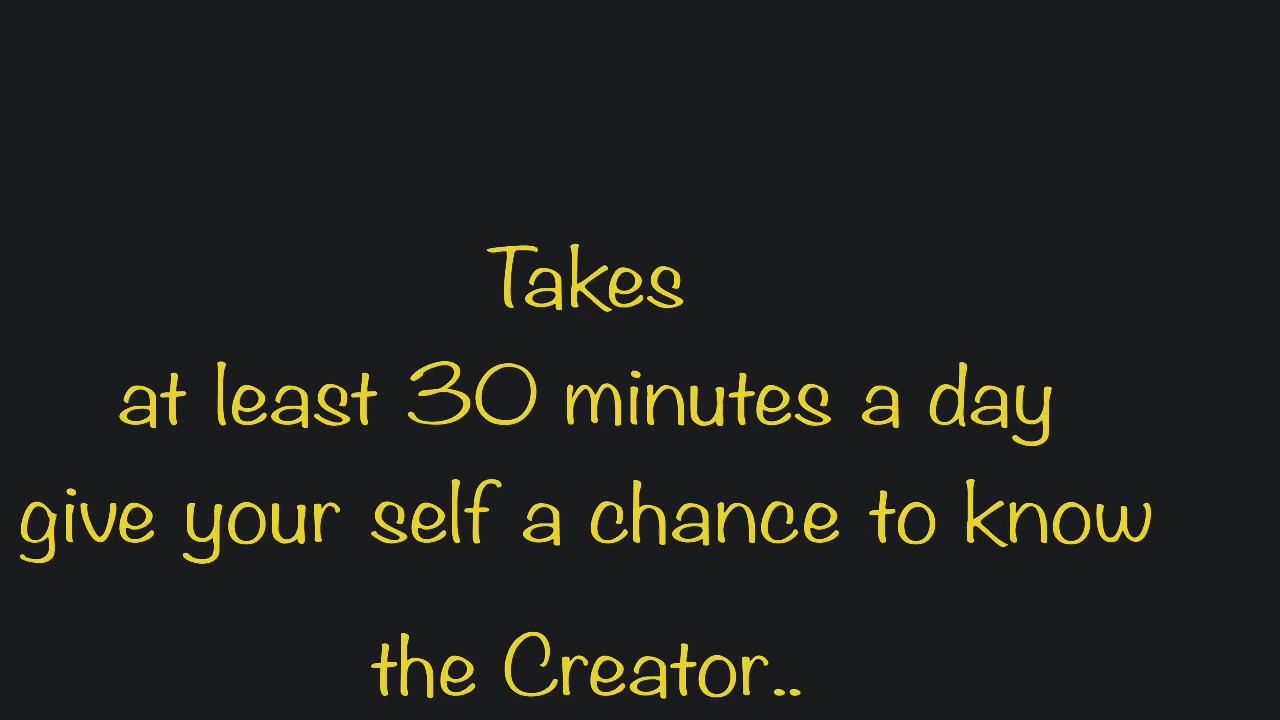 Takes
at least 30 minutes a day
give your self a chance to know
the Creator..